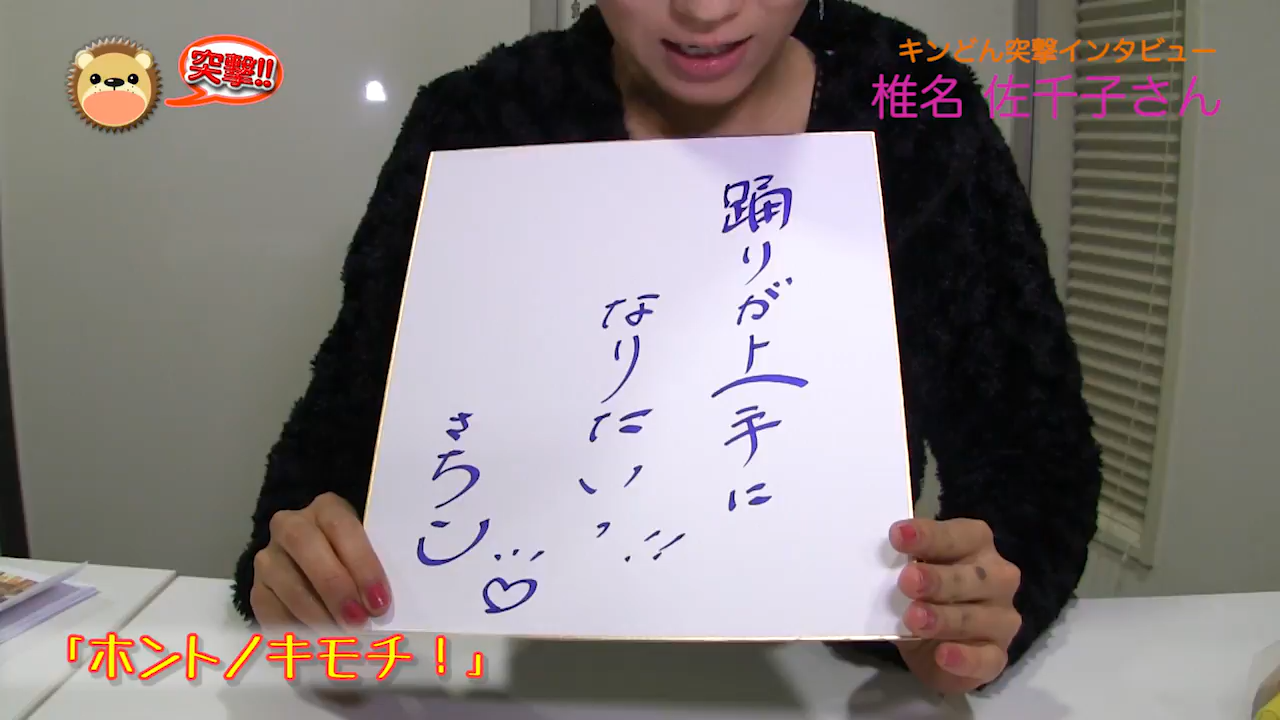 突撃!!
キンどん突撃インタビュー
椎名 佐千子さん
踊りが上手に
なりたいっ!!
さちン...♡
「ホントノキモチ!」